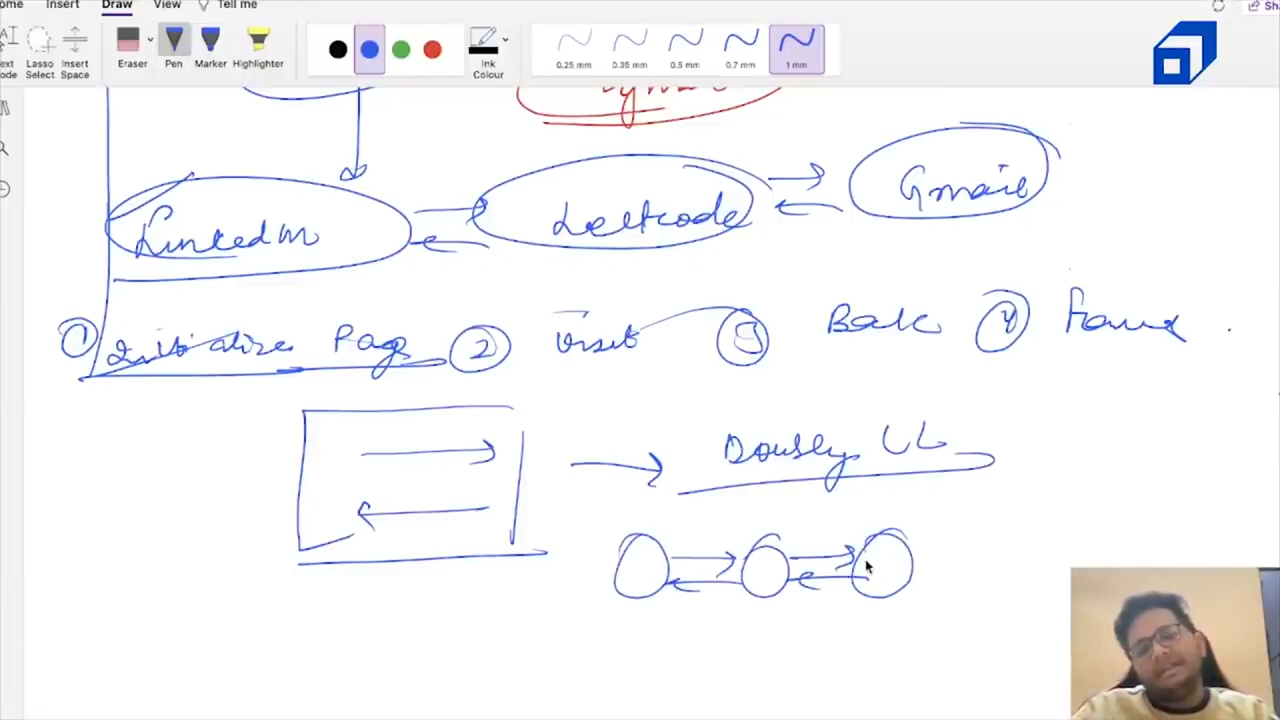 ome Insert Draw View Tell me Sha
Text Mode Lasso Select Insert Space Eraser Pen Marker Highlighter Ink Colour 0.25 mm 0.35 mm 0.5 mm 0.7 mm 1 mm
LinkedIn Leetcode Gmail
1 Initialize Page 2 Visit 3 Back 4
Doubly LL